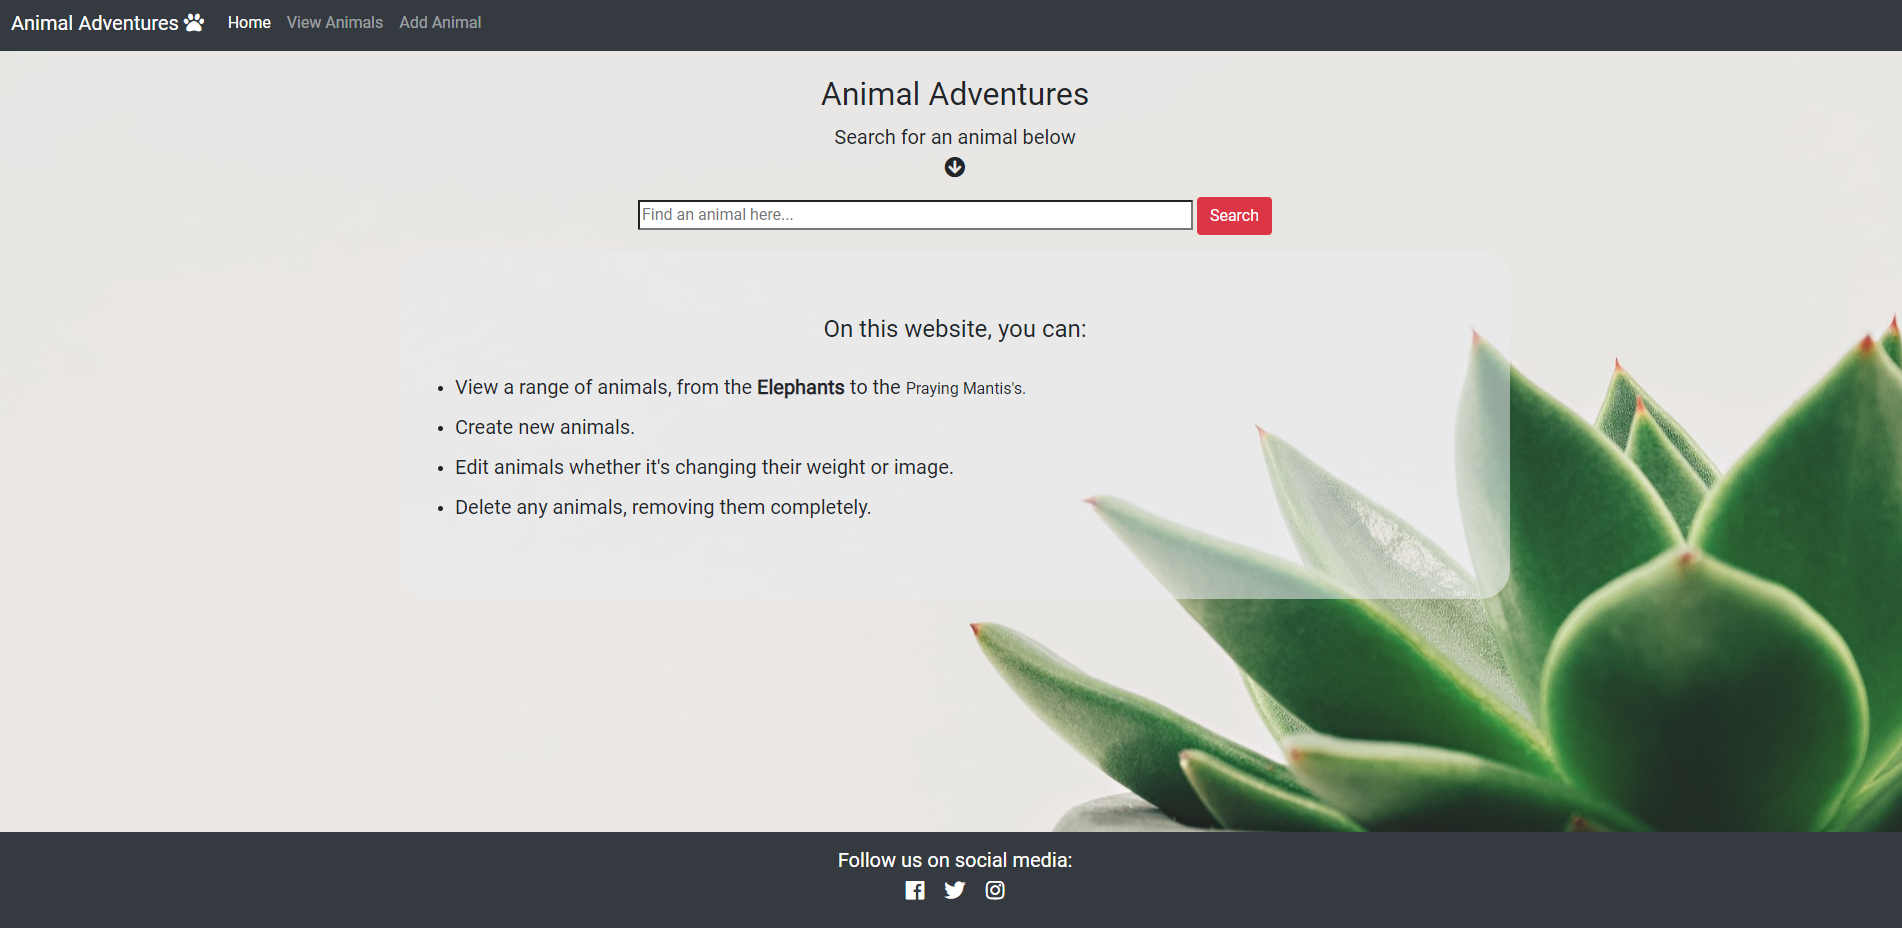 Animal Adventures Home View Animals Add Animal
Animal Adventures
Search for an animal below
Find an animal here... Search
On this website, you can:
• View a range of animals, from the Elephants to the Praying Mantis's.
• Create new animals.
• Edit animals whether it's changing their weight or image.
• Delete any animals, removing them completely.
Follow us on social media: